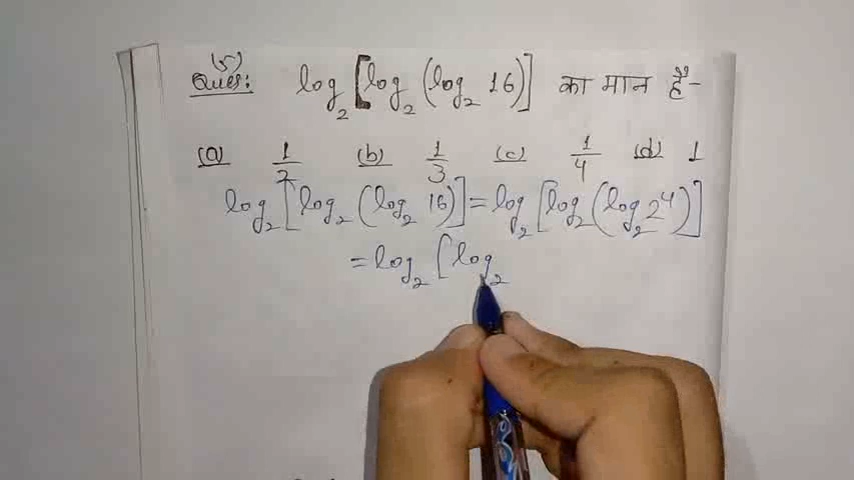 (5)
Ques: log₂[log₂(log₂ 16)] का मान है-
(a) 1/2 (b) 1/3 (c) 1/4 (d) 1
log₂[log₂(log₂ 16)] = log₂[log₂(log₂ 2⁴)]
= log₂[log₂